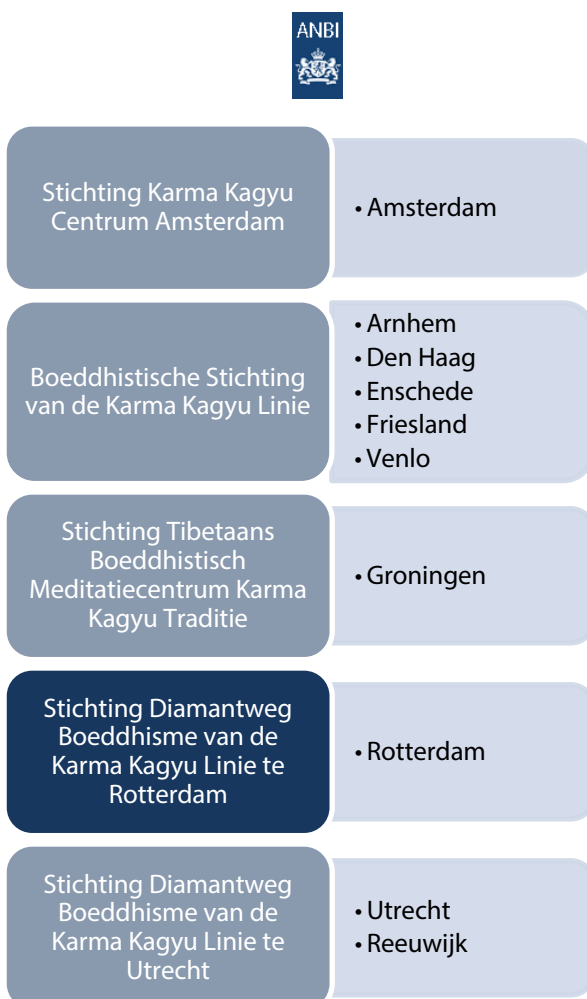 ANBI
Stichting Karma Kagyu
Centrum Amsterdam
• Amsterdam
Boeddhistische Stichting
van de Karma Kagyu Linie
• Arnhem
• Den Haag
• Enschede
• Friesland
• Venlo
Stichting Tibetaans
Boeddhistisch
Meditatiecentrum Karma
Kagyu Traditie
• Groningen
Stichting Diamantweg
Boeddhisme van de
Karma Kagyu Linie te
Rotterdam
• Rotterdam
Stichting Diamantweg
Boeddhisme van de
Karma Kagyu Linie te
Utrecht
• Utrecht
• Reeuwijk